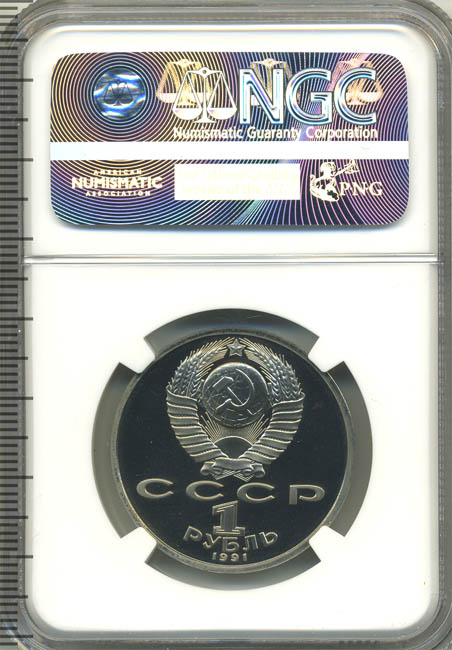 NGC
Numismatic Guaranty Corporation
AMERICAN
NUMISMATIC
ASSOCIATION
PNG
СССР
1
РУБЛЬ
1991